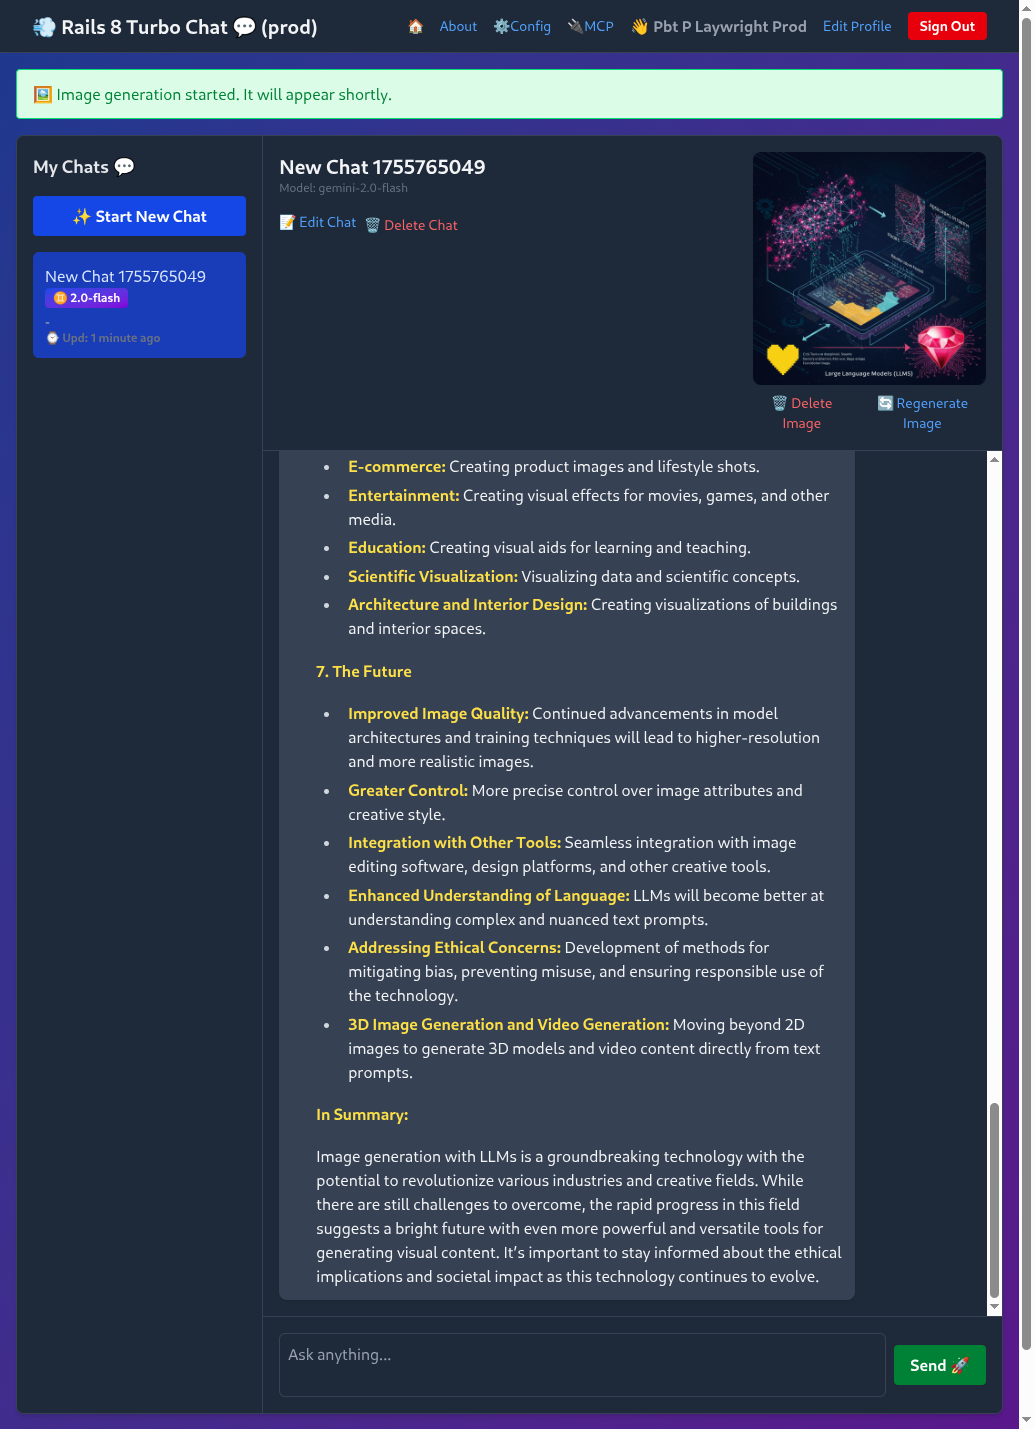 💨 Rails 8 Turbo Chat 💬 (prod)
🏠 About ⚙️Config 🔌MCP 👋 Pbt P Laywright Prod Edit Profile Sign Out
🖼️ Image generation started. It will appear shortly.
My Chats 💬
✨ Start New Chat
New Chat 1755765049
♊ 2.0-flash
-
⌚ Upd: 1 minute ago
New Chat 1755765049
Model: gemini-2.0-flash
📝 Edit Chat 🗑️ Delete Chat
Large Language Models (LLMS)
🗑️ Delete
Image
🔄 Regenerate
Image
• E-commerce: Creating product images and lifestyle shots.
• Entertainment: Creating visual effects for movies, games, and other
media.
• Education: Creating visual aids for learning and teaching.
• Scientific Visualization: Visualizing data and scientific concepts.
• Architecture and Interior Design: Creating visualizations of buildings
and interior spaces.
7. The Future
• Improved Image Quality: Continued advancements in model
architectures and training techniques will lead to higher-resolution
and more realistic images.
• Greater Control: More precise control over image attributes and
creative style.
• Integration with Other Tools: Seamless integration with image
editing software, design platforms, and other creative tools.
• Enhanced Understanding of Language: LLMs will become better at
understanding complex and nuanced text prompts.
• Addressing Ethical Concerns: Development of methods for
mitigating bias, preventing misuse, and ensuring responsible use of
the technology.
• 3D Image Generation and Video Generation: Moving beyond 2D
images to generate 3D models and video content directly from text
prompts.
In Summary:
Image generation with LLMs is a groundbreaking technology with the
potential to revolutionize various industries and creative fields. While
there are still challenges to overcome, the rapid progress in this field
suggests a bright future with even more powerful and versatile tools for
generating visual content. It’s important to stay informed about the ethical
implications and societal impact as this technology continues to evolve.
Ask anything...
Send 🚀